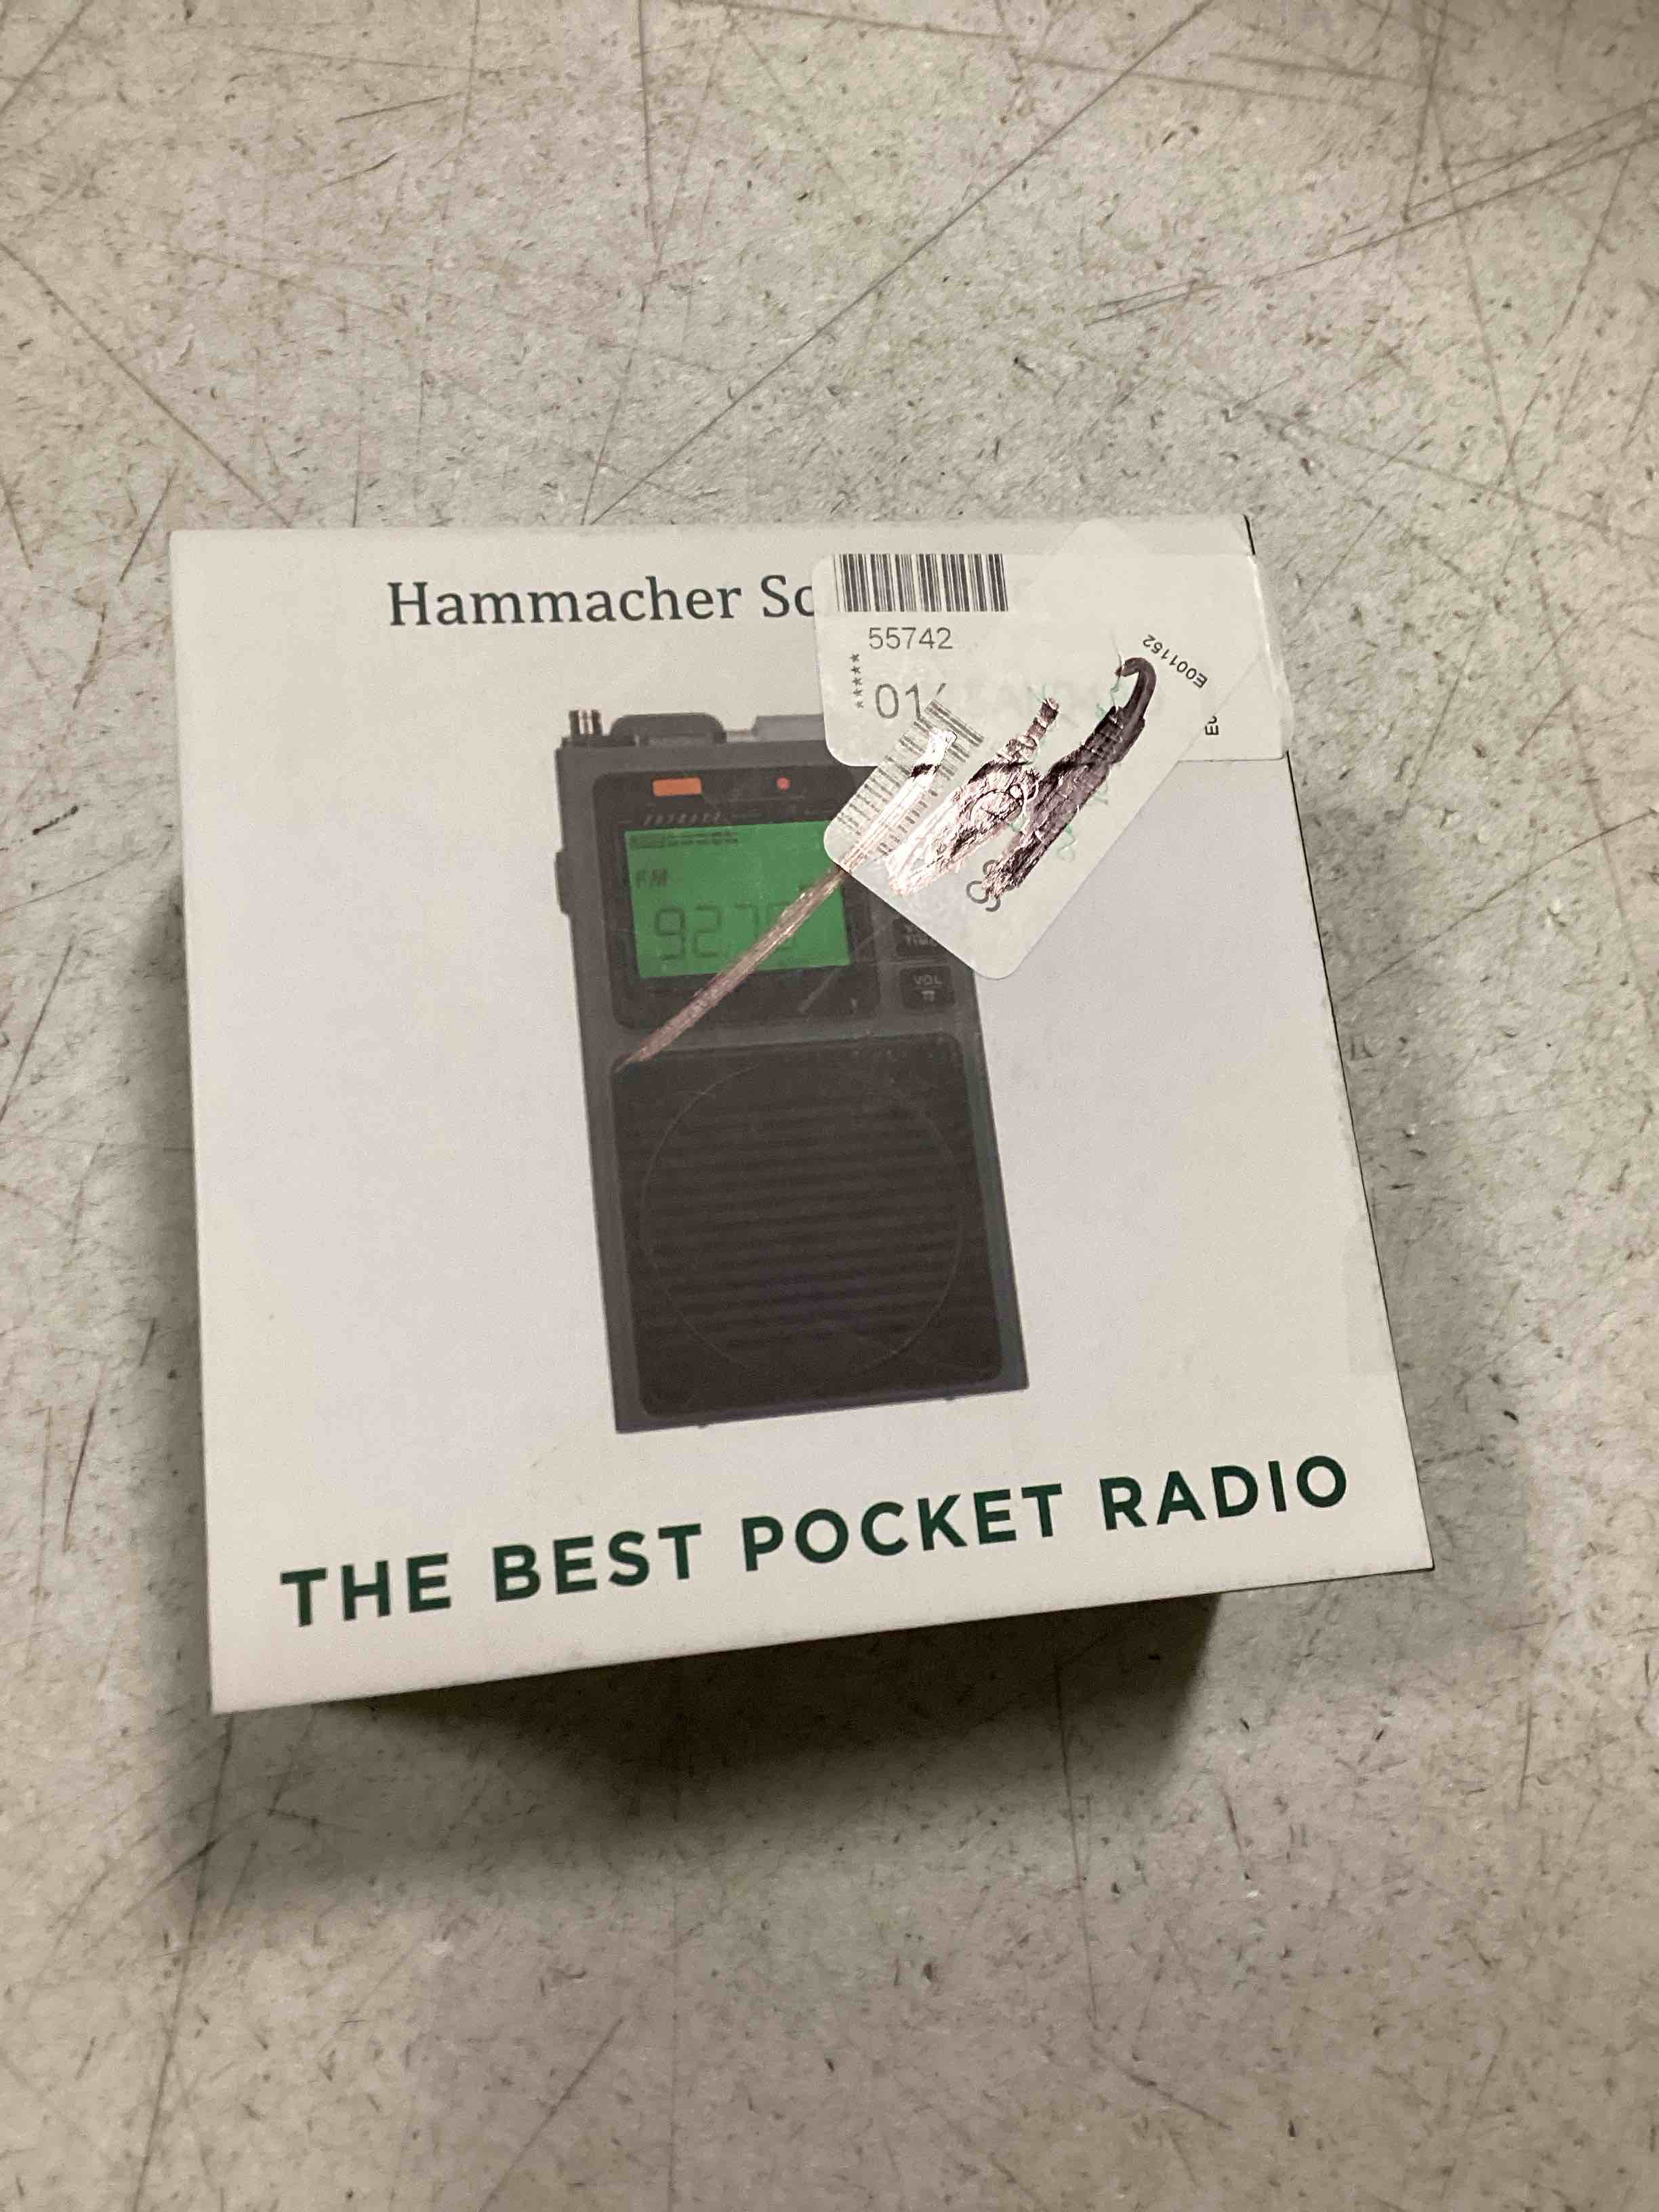 Hammacher Sc
55742
*****
01
E001152
FM
92.7
VOL
THE BEST POCKET RADIO